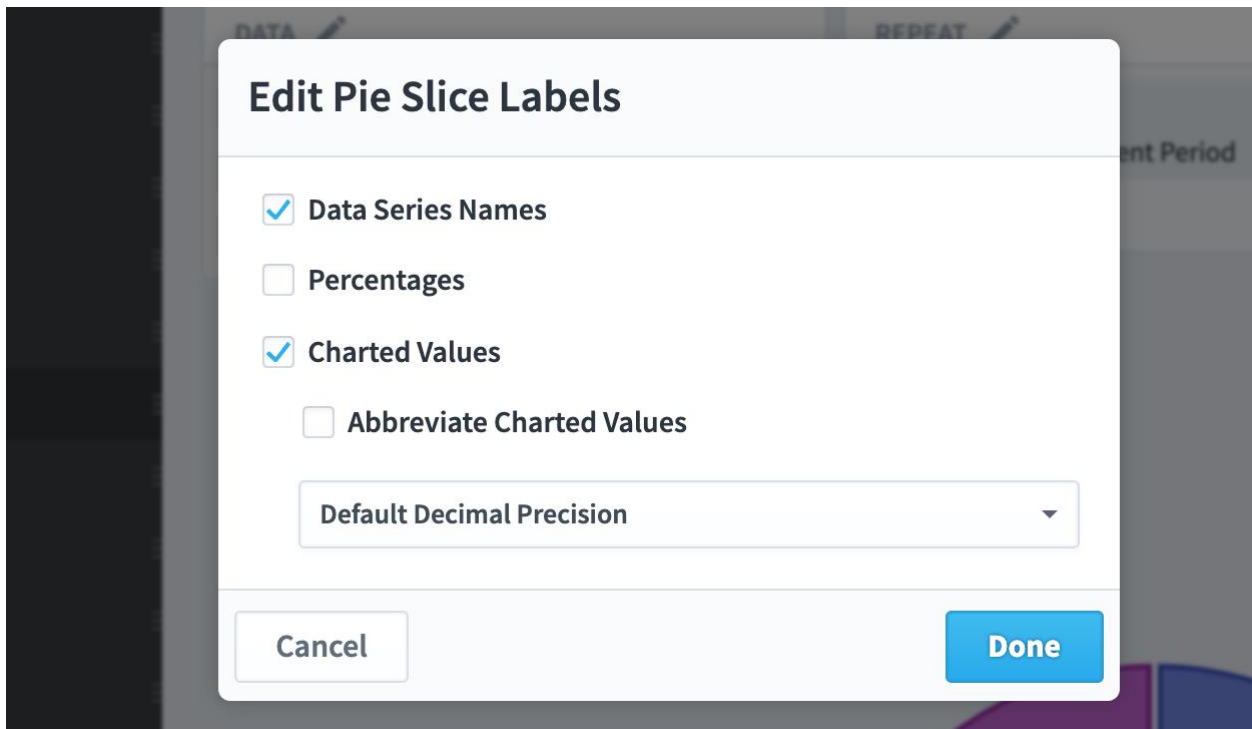 DATA
REPEAT
Edit Pie Slice Labels
ent Period
Data Series Names
Percentages
Charted Values
Abbreviate Charted Values
Default Decimal Precision
Cancel
Done